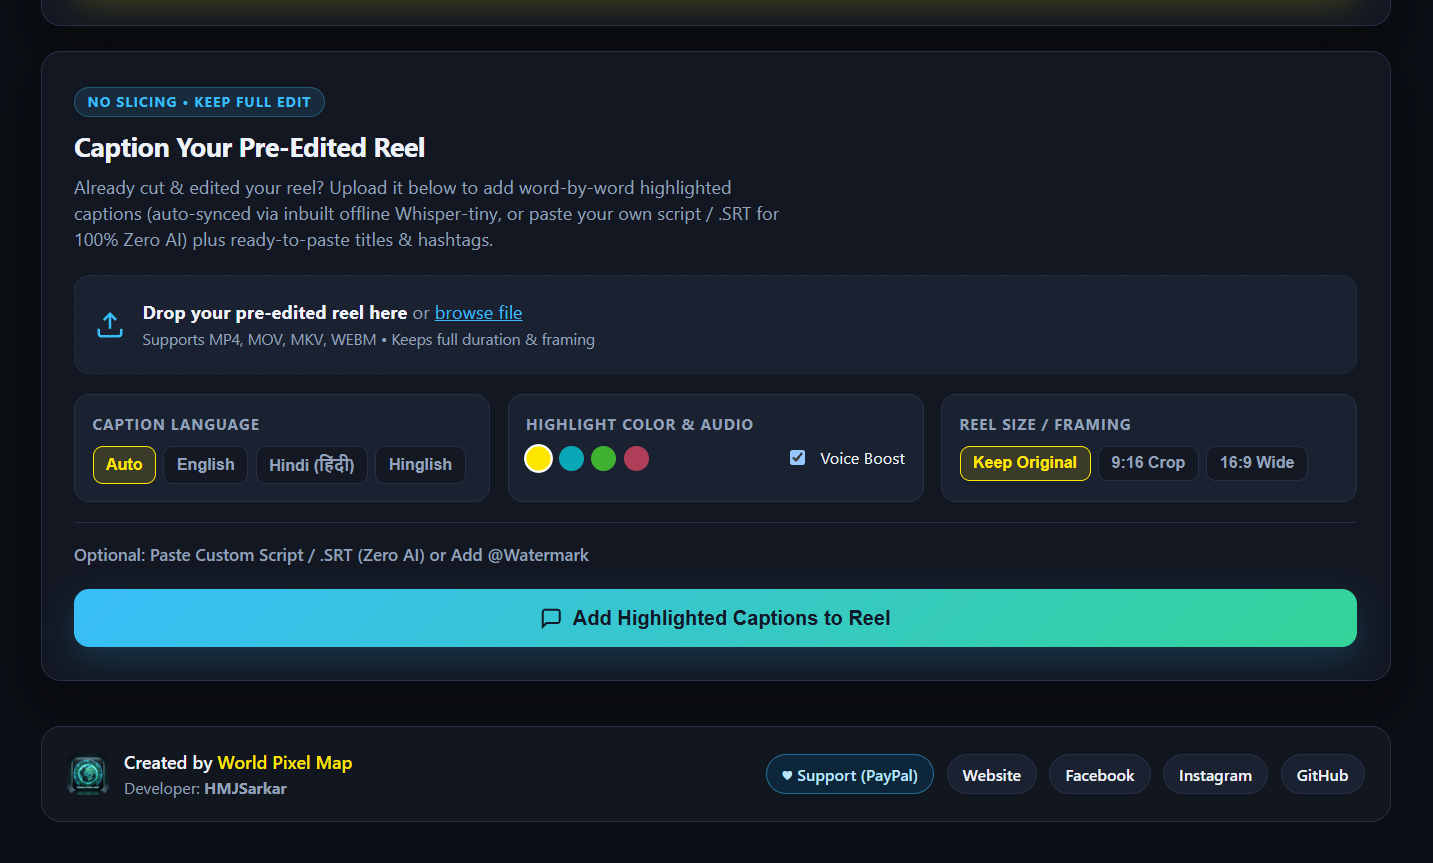 NO SLICING • KEEP FULL EDIT
Caption Your Pre-Edited Reel
Already cut & edited your reel? Upload it below to add word-by-word highlighted
captions (auto-synced via inbuilt offline Whisper-tiny, or paste your own script / .SRT for
100% Zero AI) plus ready-to-paste titles & hashtags.
Drop your pre-edited reel here or browse file
Supports MP4, MOV, MKV, WEBM • Keeps full duration & framing
CAPTION LANGUAGE
Auto English Hindi (हिंदी) Hinglish
HIGHLIGHT COLOR & AUDIO
Voice Boost
REEL SIZE / FRAMING
Keep Original 9:16 Crop 16:9 Wide
Optional: Paste Custom Script / .SRT (Zero AI) or Add @Watermark
Add Highlighted Captions to Reel
Created by World Pixel Map
Developer: HMJSarkar
♥ Support (PayPal) Website Facebook Instagram GitHub